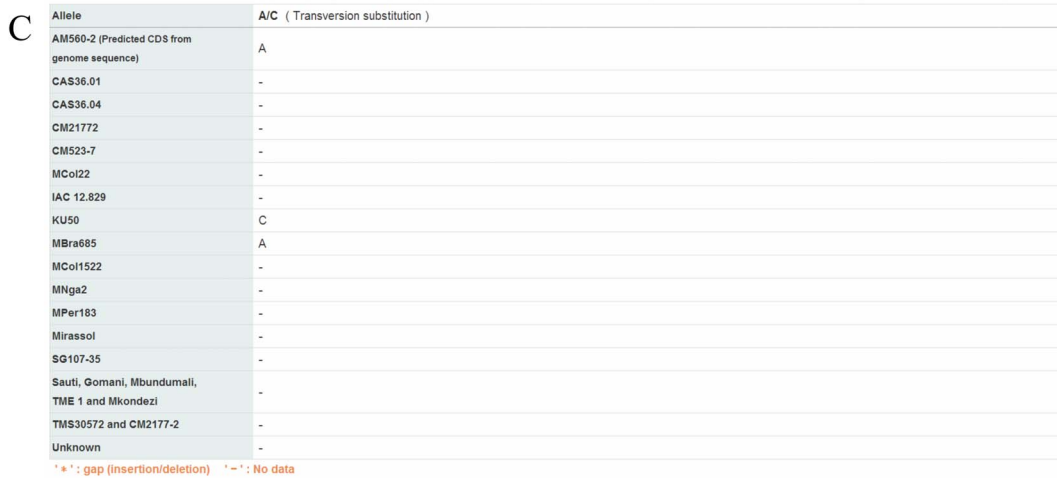 C
Allele A/C ( Transversion substitution )
AM560-2 (Predicted CDS from
genome sequence) A
CAS36.01 -
CAS36.04 -
CM21772 -
CM523-7 -
MCol22 -
IAC 12.829 -
KU50 C
MBra685 A
MCol1522 -
MNga2 -
MPer183 -
Mirassol -
SG107-35 -
Sauti, Gomani, Mbundumali,
TME 1 and Mkondezi -
TMS30572 and CM2177-2 -
Unknown -
' * ' : gap (insertion/deletion) ' − ' : No data